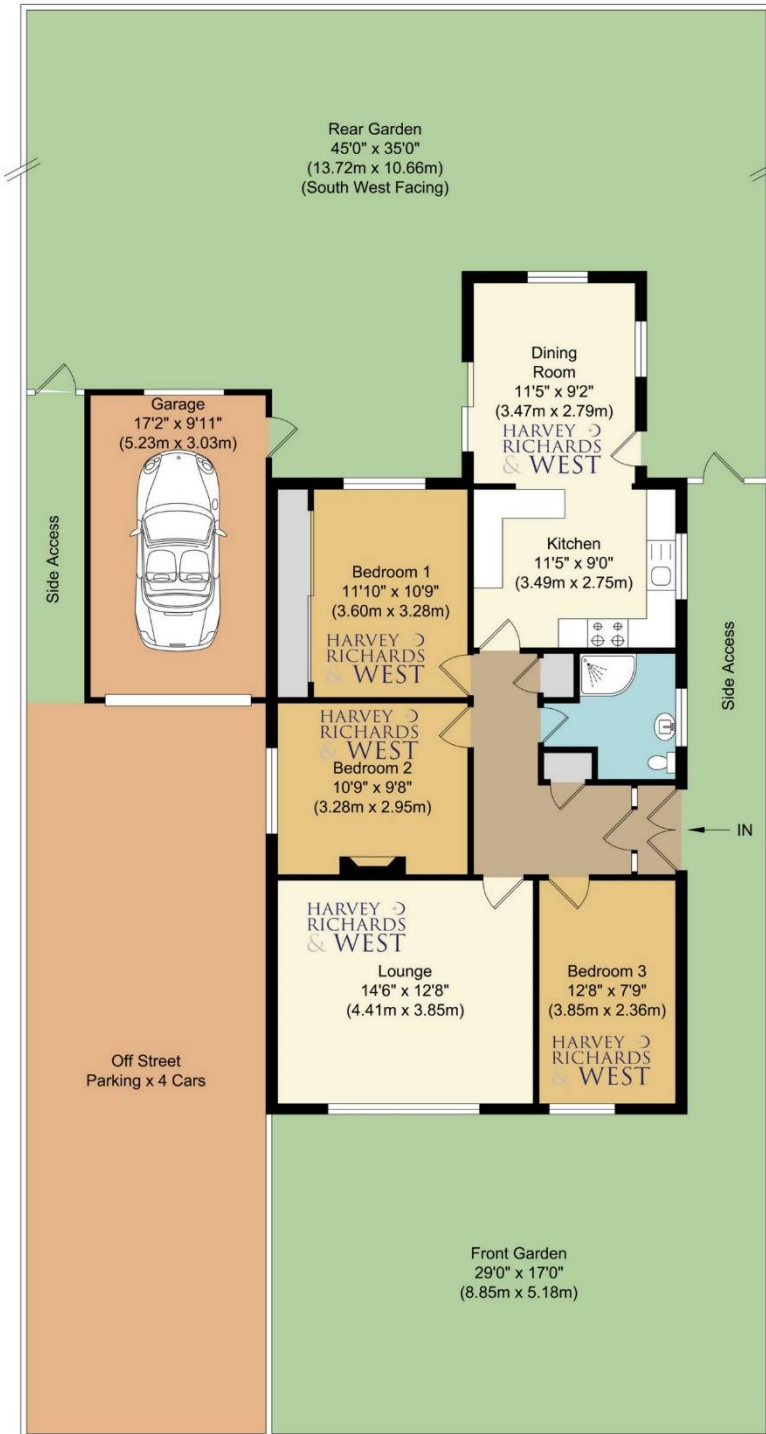 Rear Garden
45'0" x 35'0"
(13.72m x 10.66m)
(South West Facing)
Dining
Room
11'5" x 9'2"
(3.47m x 2.79m)
HARVEY
RICHARDS
& WEST
Garage
17'2" x 9'11"
(5.23m x 3.03m)
Side Access
Kitchen
11'5" x 9'0"
(3.49m x 2.75m)
Bedroom 1
11'10" x 10'9"
(3.60m x 3.28m)
HARVEY
RICHARDS
& WEST
Side Access
HARVEY
RICHARDS
& WEST
Bedroom 2
10'9" x 9'8"
(3.28m x 2.95m)
IN
HARVEY
RICHARDS
& WEST
Lounge
14'6" x 12'8"
(4.41m x 3.85m)
Bedroom 3
12'8" x 7'9"
(3.85m x 2.36m)
HARVEY
RICHARDS
& WEST
Off Street
Parking x 4 Cars
Front Garden
29'0" x 17'0"
(8.85m x 5.18m)